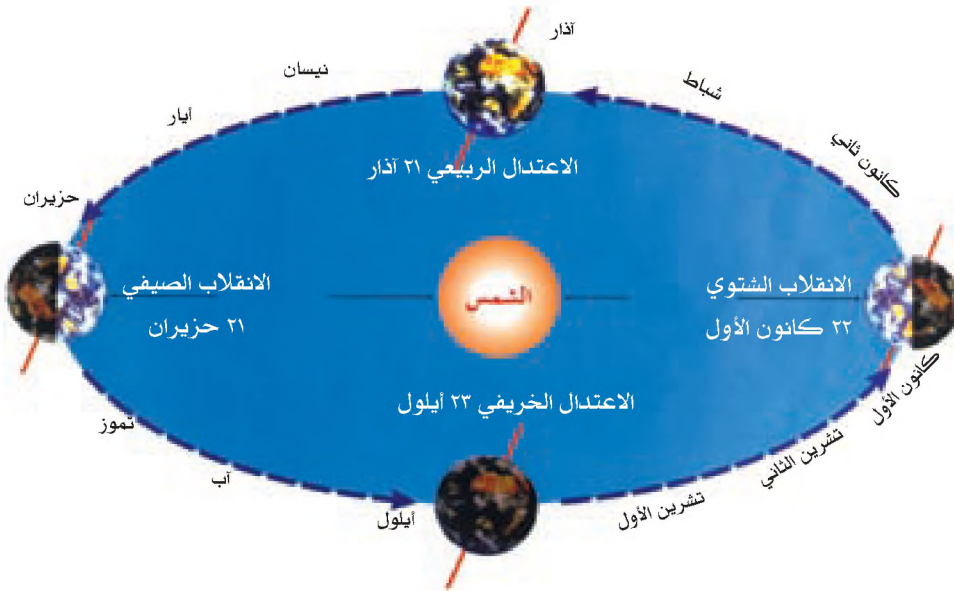 آذار
نيسان
شباط
أيار
كانون ثاني
الاعتدال الربيعي ٢١ آذار
حزيران
الانقلاب الشتوي
٢٢ كانون الأول
الشمس
الانقلاب الصيفي
٢١ حزيران
كانون الأول
الاعتدال الخريفي ٢٣ أيلول
تموز
تشرين الثاني
آب
تشرين الأول
أيلول